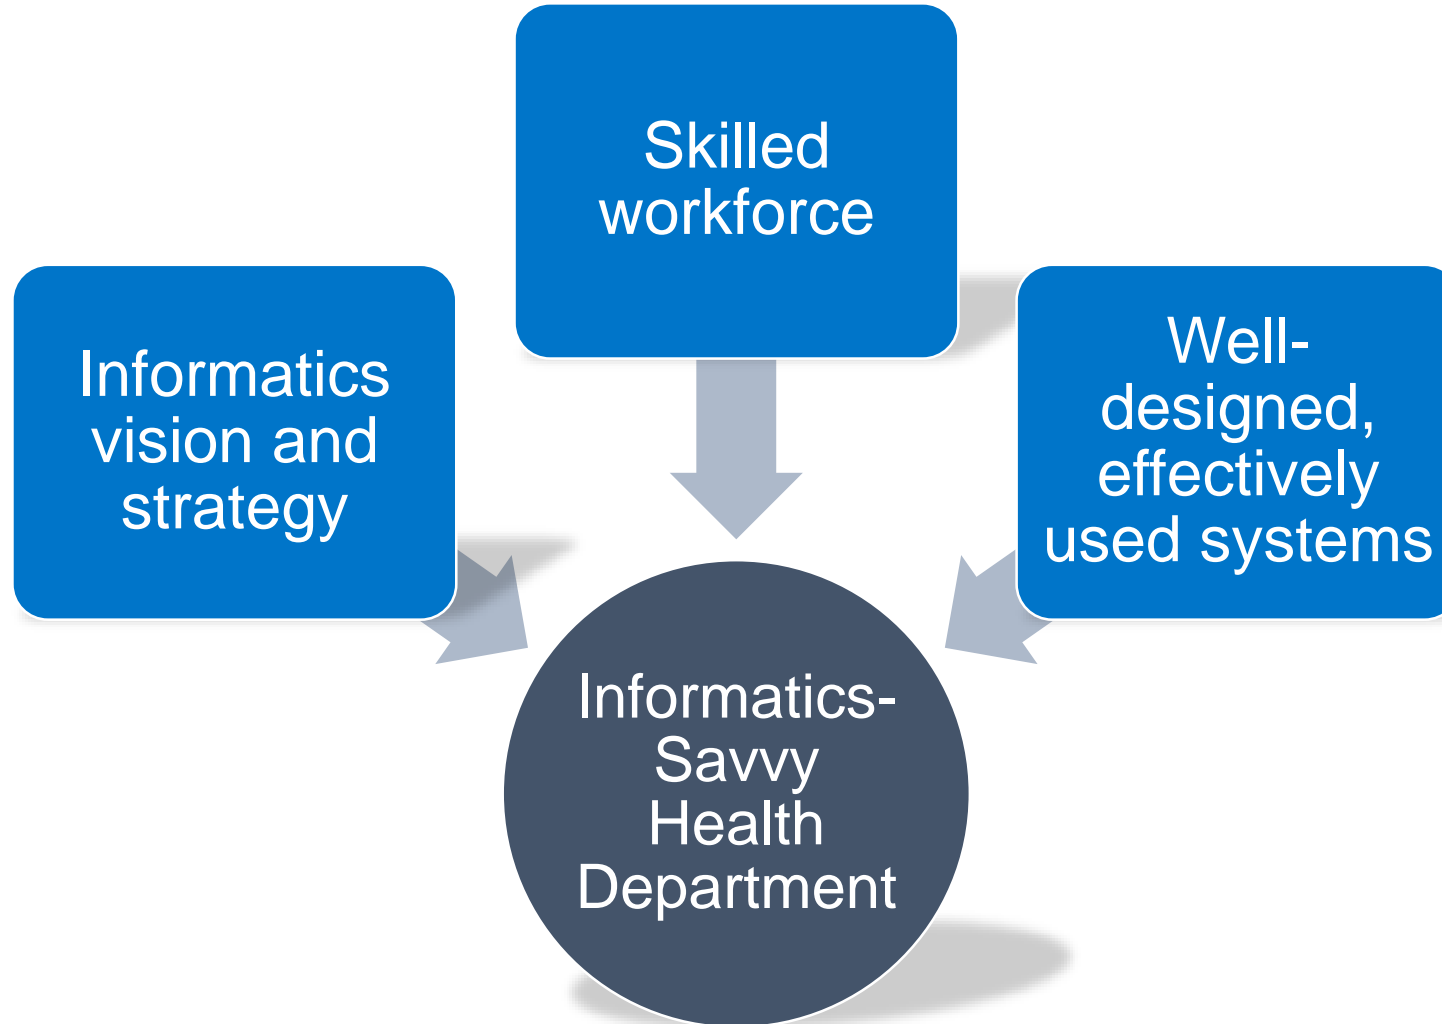 Skilled
workforce
Informatics
vision and
strategy
Well-
designed,
effectively
used systems
Informatics-
Savvy
Health
Department